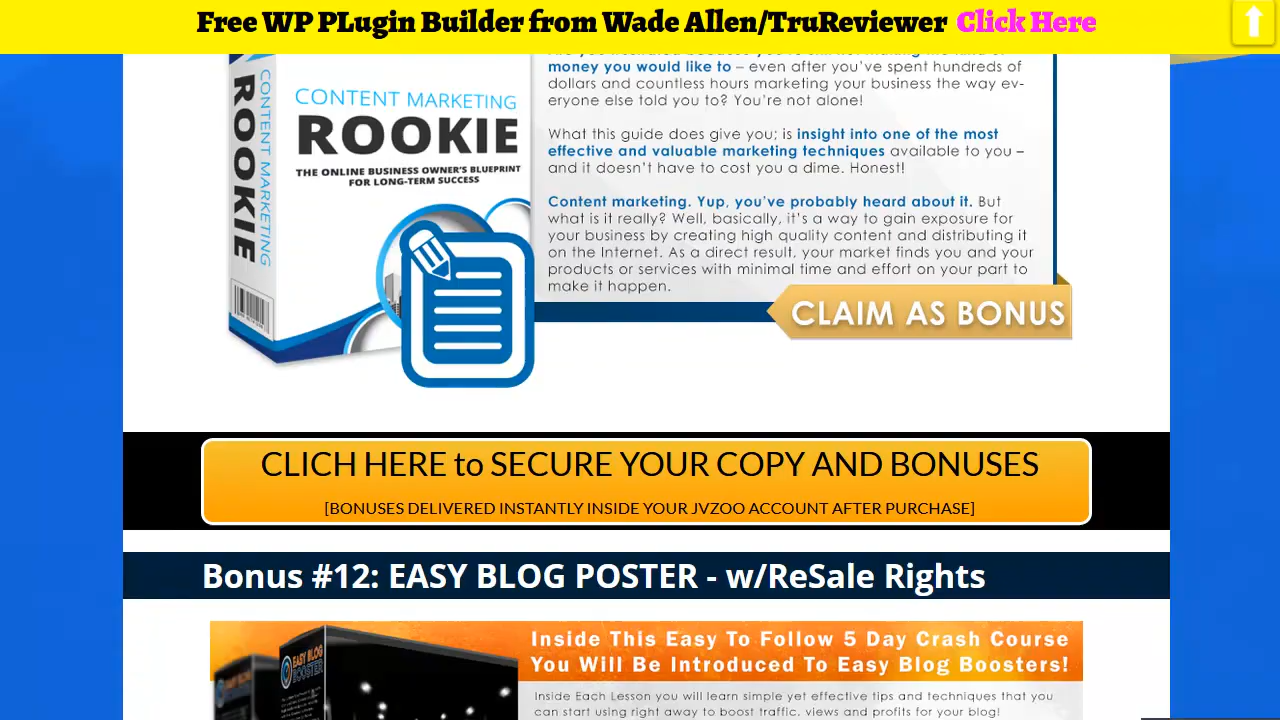 Free WP PLugin Builder from Wade Allen/TruReviewer Click Here
money you would like to – even after you've spent hundreds of
dollars and countless hours marketing your business the way ev-
eryone else told you to? You're not alone!
What this guide does give you; is insight into one of the most
effective and valuable marketing techniques available to you –
and it doesn't have to cost you a dime. Honest!
Content marketing. Yup, you've probably heard about it. But
what is it really? Well, basically, it's a way to gain exposure for
your business by creating high quality content and distributing it
on the Internet. As a direct result, your market finds you and your
products or services with minimal time and effort on your part to
make it happen.
CONTENT MARKETING
ROOKIE
CONTENT MARKETING
ROOKIE
THE ONLINE BUSINESS OWNER'S BLUEPRINT
FOR LONG-TERM SUCCESS
CLAIM AS BONUS
CLICH HERE to SECURE YOUR COPY AND BONUSES
[BONUSES DELIVERED INSTANTLY INSIDE YOUR JVZOO ACCOUNT AFTER PURCHASE]
Bonus #12: EASY BLOG POSTER - w/ReSale Rights
Inside This Easy To Follow 5 Day Crash Course
You Will Be Introduced To Easy Blog Boosters!
EASY BLOG
BOOSTER
Inside Each Lesson you will learn simple yet effective tips and techniques that you
can start using right away to boost traffic, views and profits for your blog!